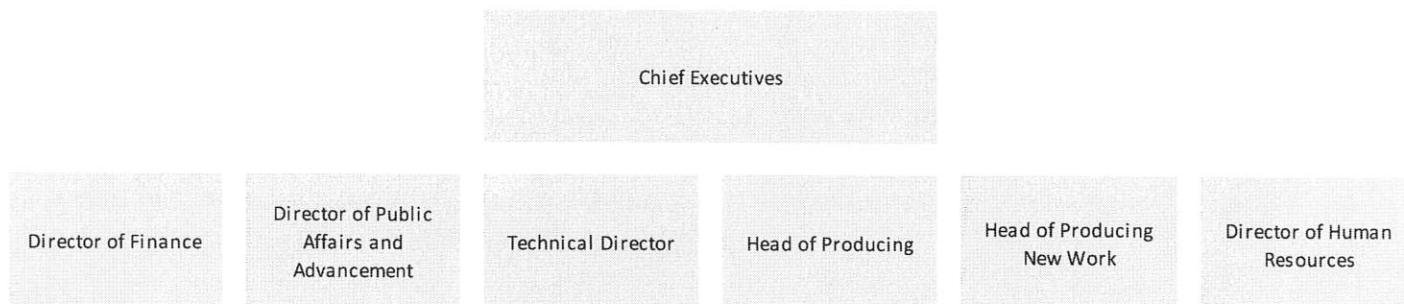 Chief Executives
Director of Finance
Director of Public
Affairs and
Advancement
Technical Director
Head of Producing
Head of Producing
New Work
Director of Human
Resources